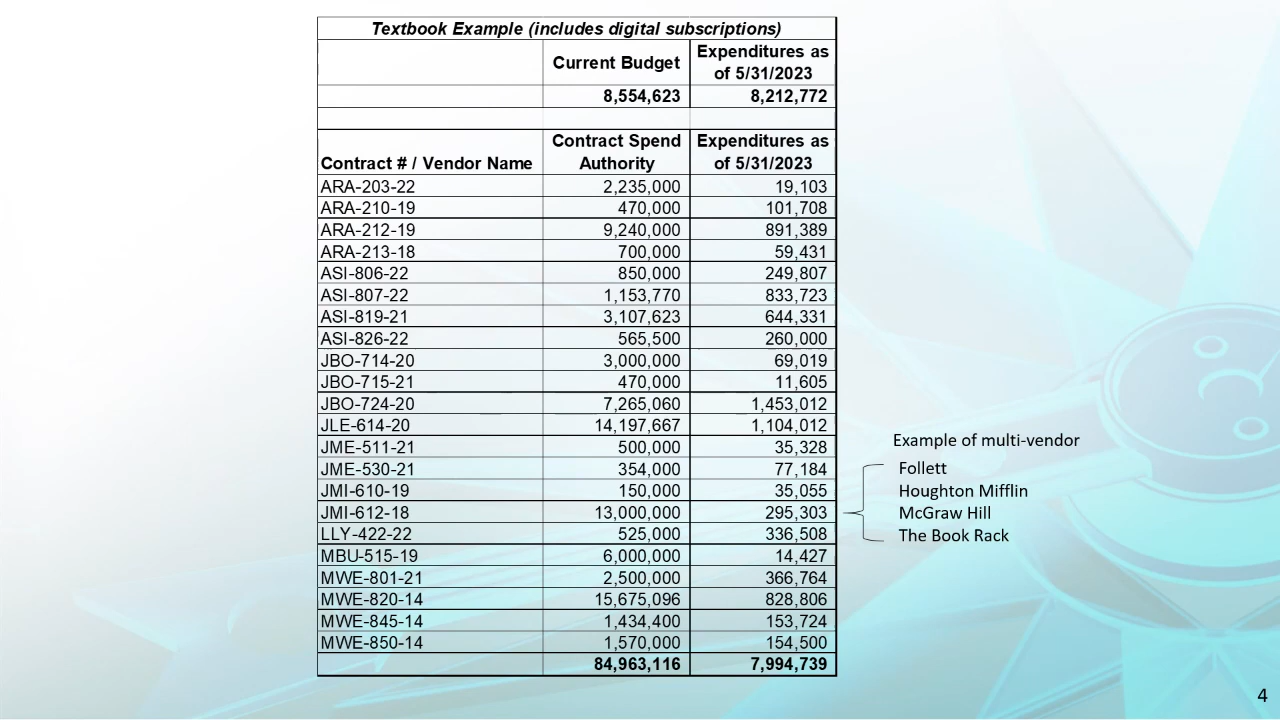 Textbook Example (includes digital subscriptions)
Current Budget Expenditures as of 5/31/2023
8,554,623 8,212,772
Contract # / Vendor Name Contract Spend Authority Expenditures as of 5/31/2023
ARA-203-22 2,235,000 19,103
ARA-210-19 470,000 101,708
ARA-212-19 9,240,000 891,389
ARA-213-18 700,000 59,431
ASI-806-22 850,000 249,807
ASI-807-22 1,153,770 833,723
ASI-819-21 3,107,623 644,331
ASI-826-22 565,500 260,000
JBO-714-20 3,000,000 69,019
JBO-715-21 470,000 11,605
JBO-724-20 7,265,060 1,453,012
JLE-614-20 14,197,667 1,104,012
JME-511-21 500,000 35,328
JME-530-21 354,000 77,184
JMI-610-19 150,000 35,055
JMI-612-18 13,000,000 295,303
LLY-422-22 525,000 336,508
MBU-515-19 6,000,000 14,427
MWE-801-21 2,500,000 366,764
MWE-820-14 15,675,096 828,806
MWE-845-14 1,434,400 153,724
MWE-850-14 1,570,000 154,500
84,963,116 7,994,739
Example of multi-vendor
Follett
Houghton Mifflin
McGraw Hill
The Book Rack
4